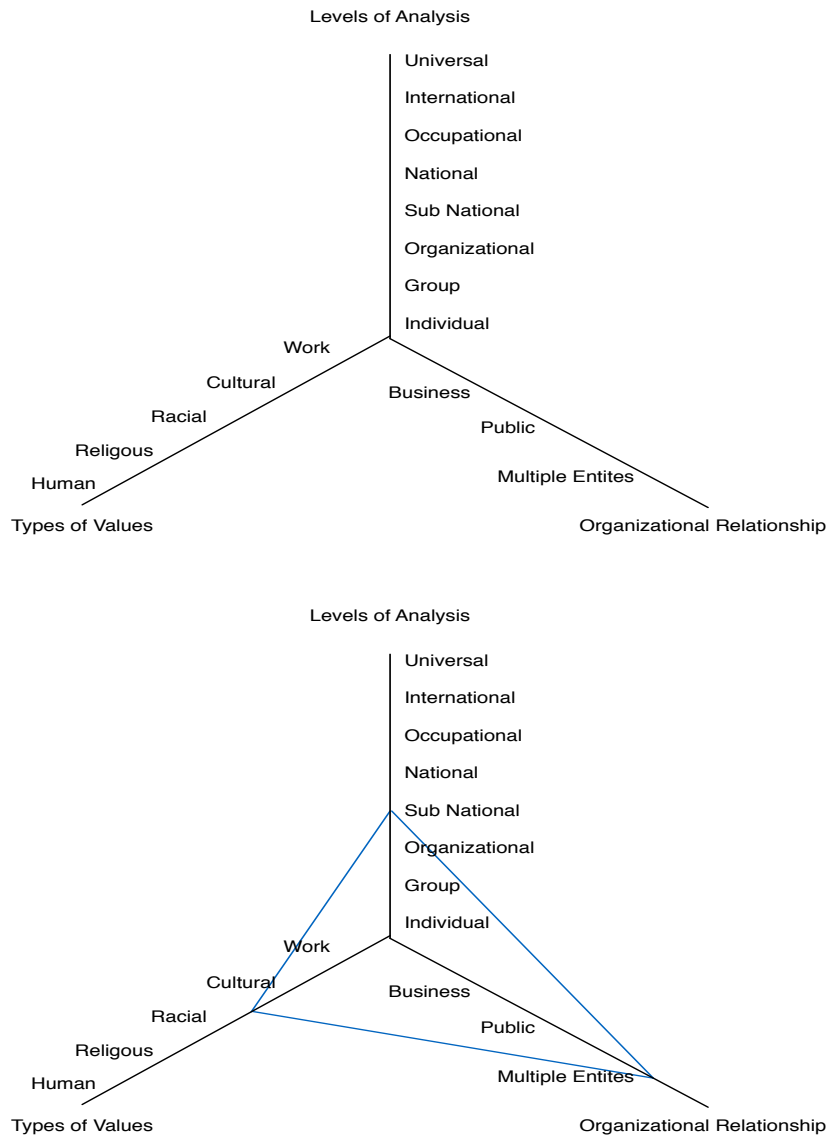 Levels of Analysis
Universal
International
Occupational
National
Sub National
Organizational
Group
Individual
Work
Cultural
Racial
Religous
Human
Types of Values
Business
Public
Multiple Entites
Organizational Relationship
Levels of Analysis
Universal
International
Occupational
National
Sub National
Organizational
Group
Individual
Work
Cultural
Racial
Religous
Human
Types of Values
Business
Public
Multiple Entites
Organizational Relationship